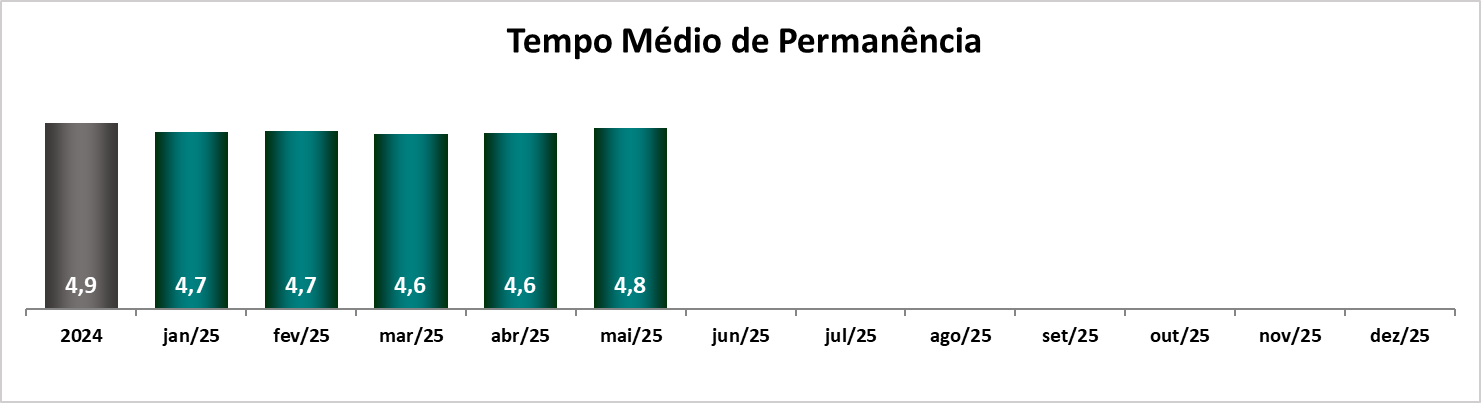 Tempo Médio de Permanência
4,9 4,7 4,7 4,6 4,6 4,8
2024 jan/25 fev/25 mar/25 abr/25 mai/25 jun/25 jul/25 ago/25 set/25 out/25 nov/25 dez/25